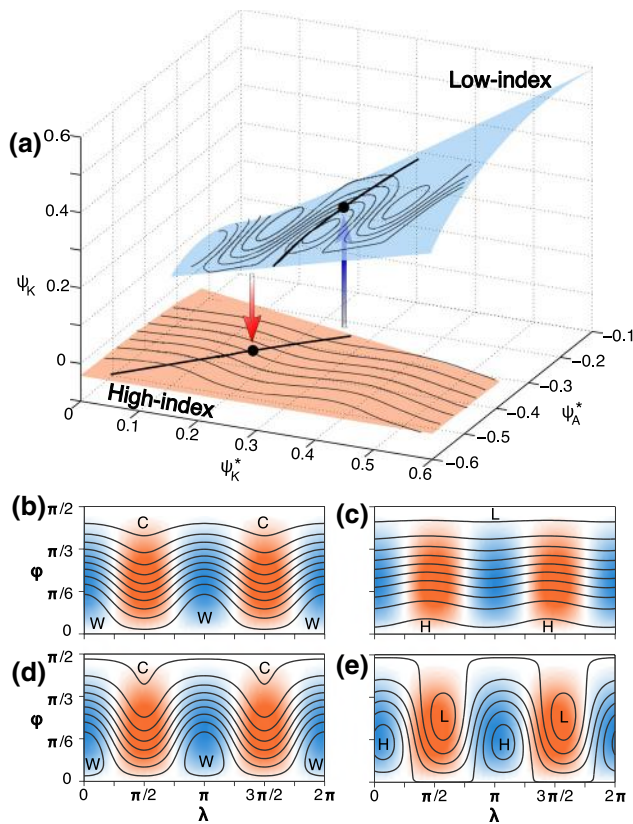 (a)
Low-index
High-index
0.6
0.4
0.2
0
ψK
0
0.1
0.2
0.3
0.4
0.5
0.6
ψK*
−0.6
−0.5
−0.4
−0.3
−0.2
−0.1
ψA*
(b)
π/2
π/3
π/6
0
φ
C
C
W
W
W
(c)
L
H
H
(d)
π/2
π/3
π/6
0
φ
C
C
W
W
W
0
π/2
π
3π/2
2π
λ
(e)
L
L
H
H
0
π/2
π
3π/2
2π
λ